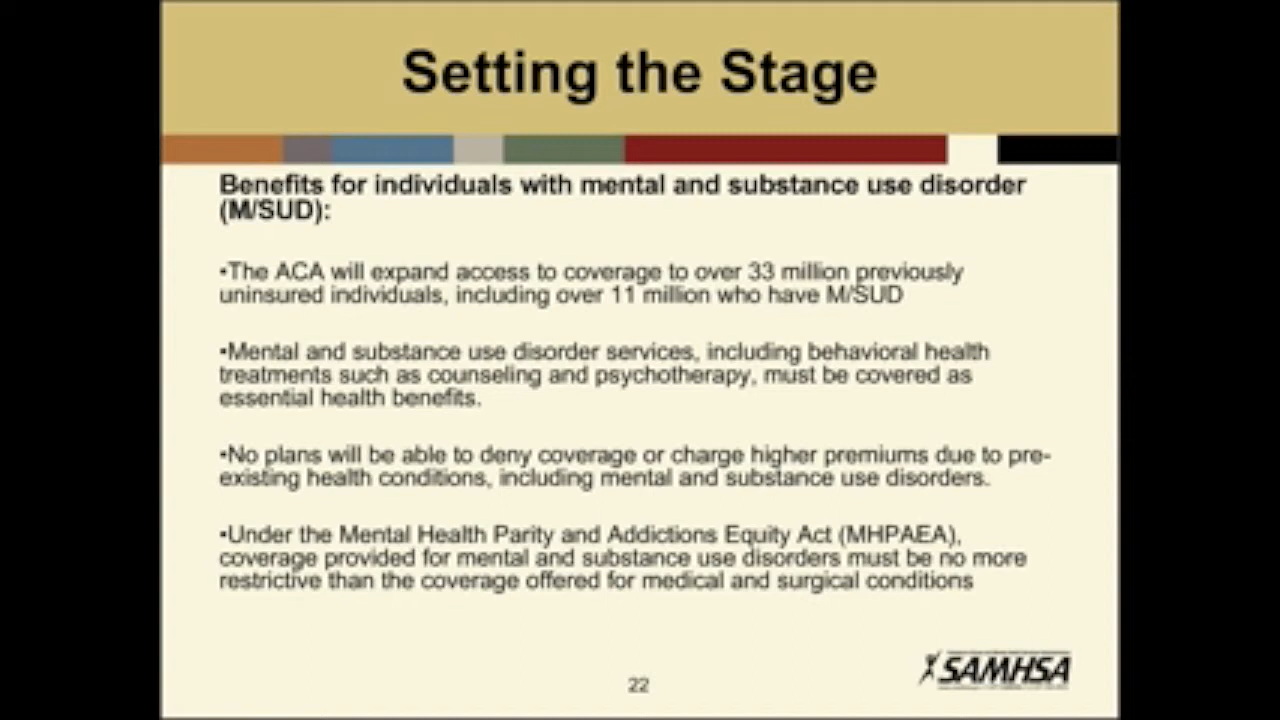 Setting the Stage
Benefits for individuals with mental and substance use disorder
(M/SUD):
•The ACA will expand access to coverage to over 33 million previously
uninsured individuals, including over 11 million who have M/SUD
•Mental and substance use disorder services, including behavioral health
treatments such as counseling and psychotherapy, must be covered as
essential health benefits.
•No plans will be able to deny coverage or charge higher premiums due to pre-
existing health conditions, including mental and substance use disorders.
•Under the Mental Health Parity and Addictions Equity Act (MHPAEA),
coverage provided for mental and substance use disorders must be no more
restrictive than the coverage offered for medical and surgical conditions
SAMHSA
22